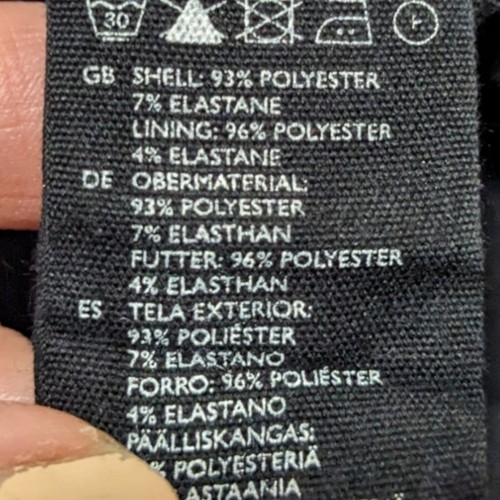 30
F
GB SHELL: 93% POLYESTER
7% ELASTANE
LINING: 96% POLYESTER
4% ELASTANE
DE OBERMATERIAL:
93% POLYESTER
7% ELASTHAN
FUTTER: 96% POLYESTER
4% ELASTHAN
ES TELA EXTERIOR:
93% POLIÉSTER
7% ELASTANO
FORRO: 96% POLIÉSTER
4% ELASTANO
PÄÄLLISKANGAS:
% POLYESTERIÄ
ASTAANIA